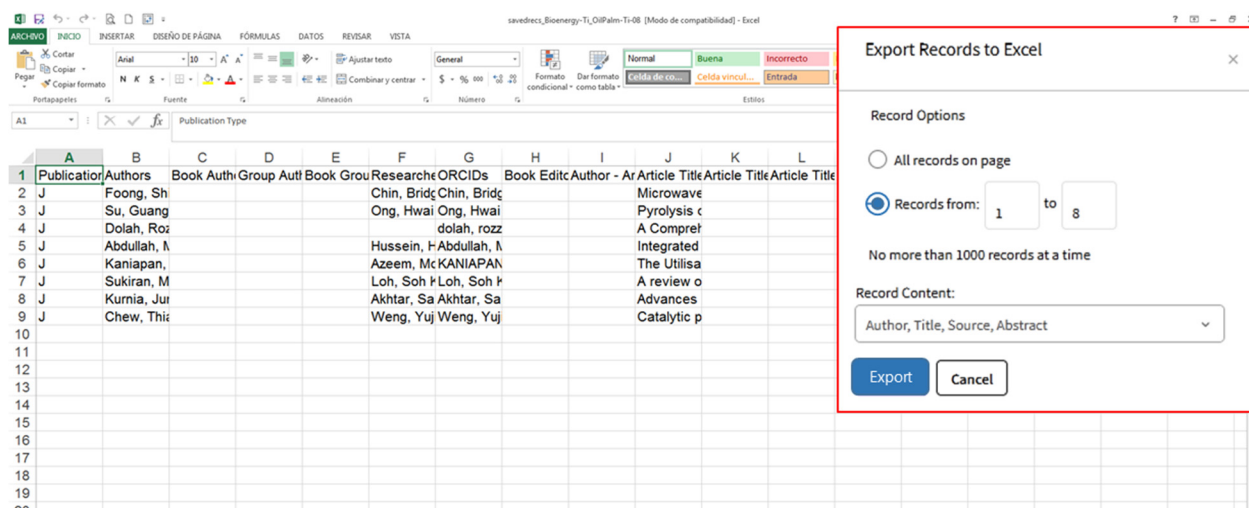 savedrecs_Bioenergy-Ti_OilPalm-Ti-08 [Modo de compatibilidad] - Excel
ARCHIVO INICIO INSERTAR DISEÑO DE PÁGINA FÓRMULAS DATOS REVISAR VISTA
Cortar
Copiar
Copiar formato
Pegar
Portapapeles
Arial 10
N K S
Fuente
Ajustar texto
Combinar y centrar
Alineación
General
$ % 000
Número
Formato condicional
Dar formato como tabla
Normal Buena Incorrecto
Celda de co... Celda vincul... Entrada
Estilos
A1 fx Publication Type
A B C D E F G H I J K L
1 Publication Authors Book Auth Group Auth Book Grou Researche ORCIDs Book Edito Author - Ar Article Title Article Title Article Title
2 J Foong, Shi Chin, Bridg Chin, Bridg Microwave
3 J Su, Guang Ong, Hwai Ong, Hwai Pyrolysis o
4 J Dolah, Roz dolah, rozz A Compreh
5 J Abdullah, M Hussein, H Abdullah, M Integrated
6 J Kaniapan, Azeem, Mo KANIAPAN The Utilisa
7 J Sukiran, M Loh, Soh K Loh, Soh K A review o
8 J Kurnia, Jur Akhtar, Sa Akhtar, Sa Advances
9 J Chew, Thia Weng, Yuj Weng, Yuj Catalytic p
10
11
12
13
14
15
16
17
18
19
Export Records to Excel
Record Options
All records on page
Records from: 1 to 8
No more than 1000 records at a time
Record Content:
Author, Title, Source, Abstract
Export Cancel